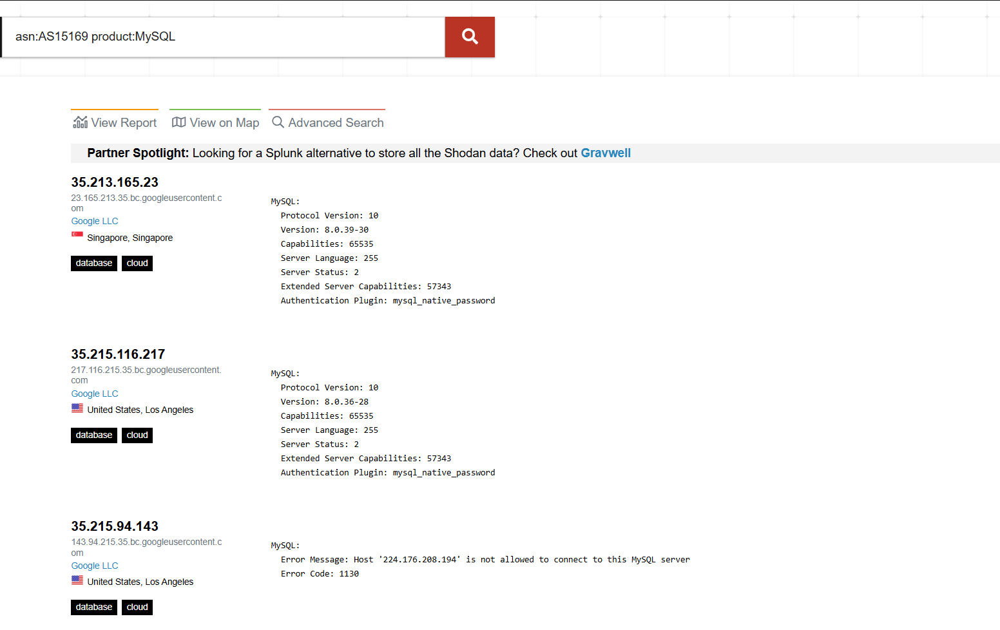 asn:AS15169 product:MySQL
View Report View on Map Advanced Search
Partner Spotlight: Looking for a Splunk alternative to store all the Shodan data? Check out Gravwell
35.213.165.23
23.165.213.35.bc.googleusercontent.c
om
Google LLC
Singapore, Singapore
database cloud
MySQL:
Protocol Version: 10
Version: 8.0.39-30
Capabilities: 65535
Server Language: 255
Server Status: 2
Extended Server Capabilities: 57343
Authentication Plugin: mysql_native_password
35.215.116.217
217.116.215.35.bc.googleusercontent.
com
Google LLC
United States, Los Angeles
database cloud
MySQL:
Protocol Version: 10
Version: 8.0.36-28
Capabilities: 65535
Server Language: 255
Server Status: 2
Extended Server Capabilities: 57343
Authentication Plugin: mysql_native_password
35.215.94.143
143.94.215.35.bc.googleusercontent.c
om
Google LLC
United States, Los Angeles
database cloud
MySQL:
Error Message: Host '224.176.208.194' is not allowed to connect to this MySQL server
Error Code: 1130